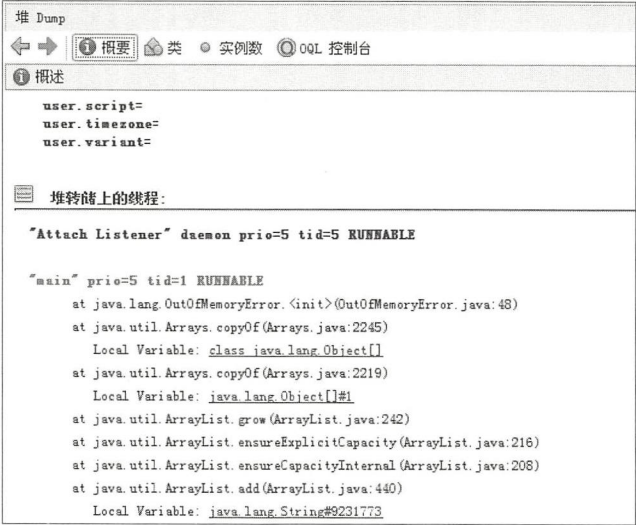 堆 Dump
概要 类 实例数 OQL 控制台
概述
user.script=
user.timezone=
user.variant=
堆转储上的线程:
"Attach Listener" daemon prio=5 tid=5 RUNNABLE
"main" prio=5 tid=1 RUNNABLE
at java.lang.OutOfMemoryError.<init>(OutOfMemoryError.java:48)
at java.util.Arrays.copyOf(Arrays.java:2245)
Local Variable: class java.lang.Object[]
at java.util.Arrays.copyOf(Arrays.java:2219)
Local Variable: java.lang.Object[]#1
at java.util.ArrayList.grow(ArrayList.java:242)
at java.util.ArrayList.ensureExplicitCapacity(ArrayList.java:216)
at java.util.ArrayList.ensureCapacityInternal(ArrayList.java:208)
at java.util.ArrayList.add(ArrayList.java:440)
Local Variable: java.lang.String#9231773